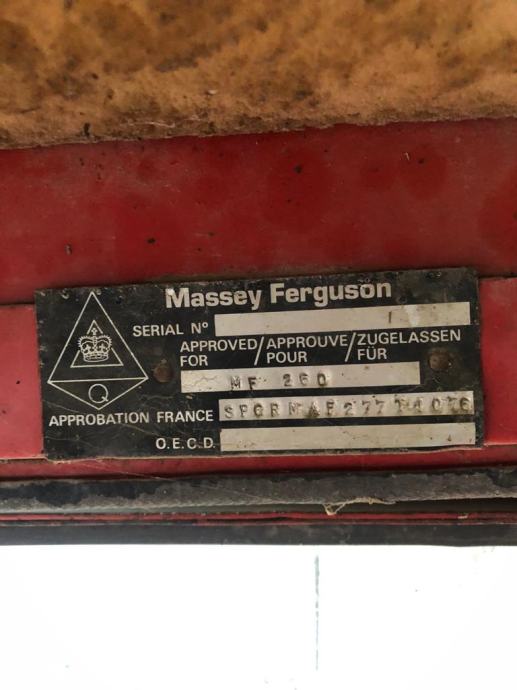 Massey Ferguson
SERIAL Nº
APPROVED/APPROUVE/ZUGELASSEN
FOR POUR FÜR
MF 260
Q
APPROBATION FRANCE
O.E.C.D.